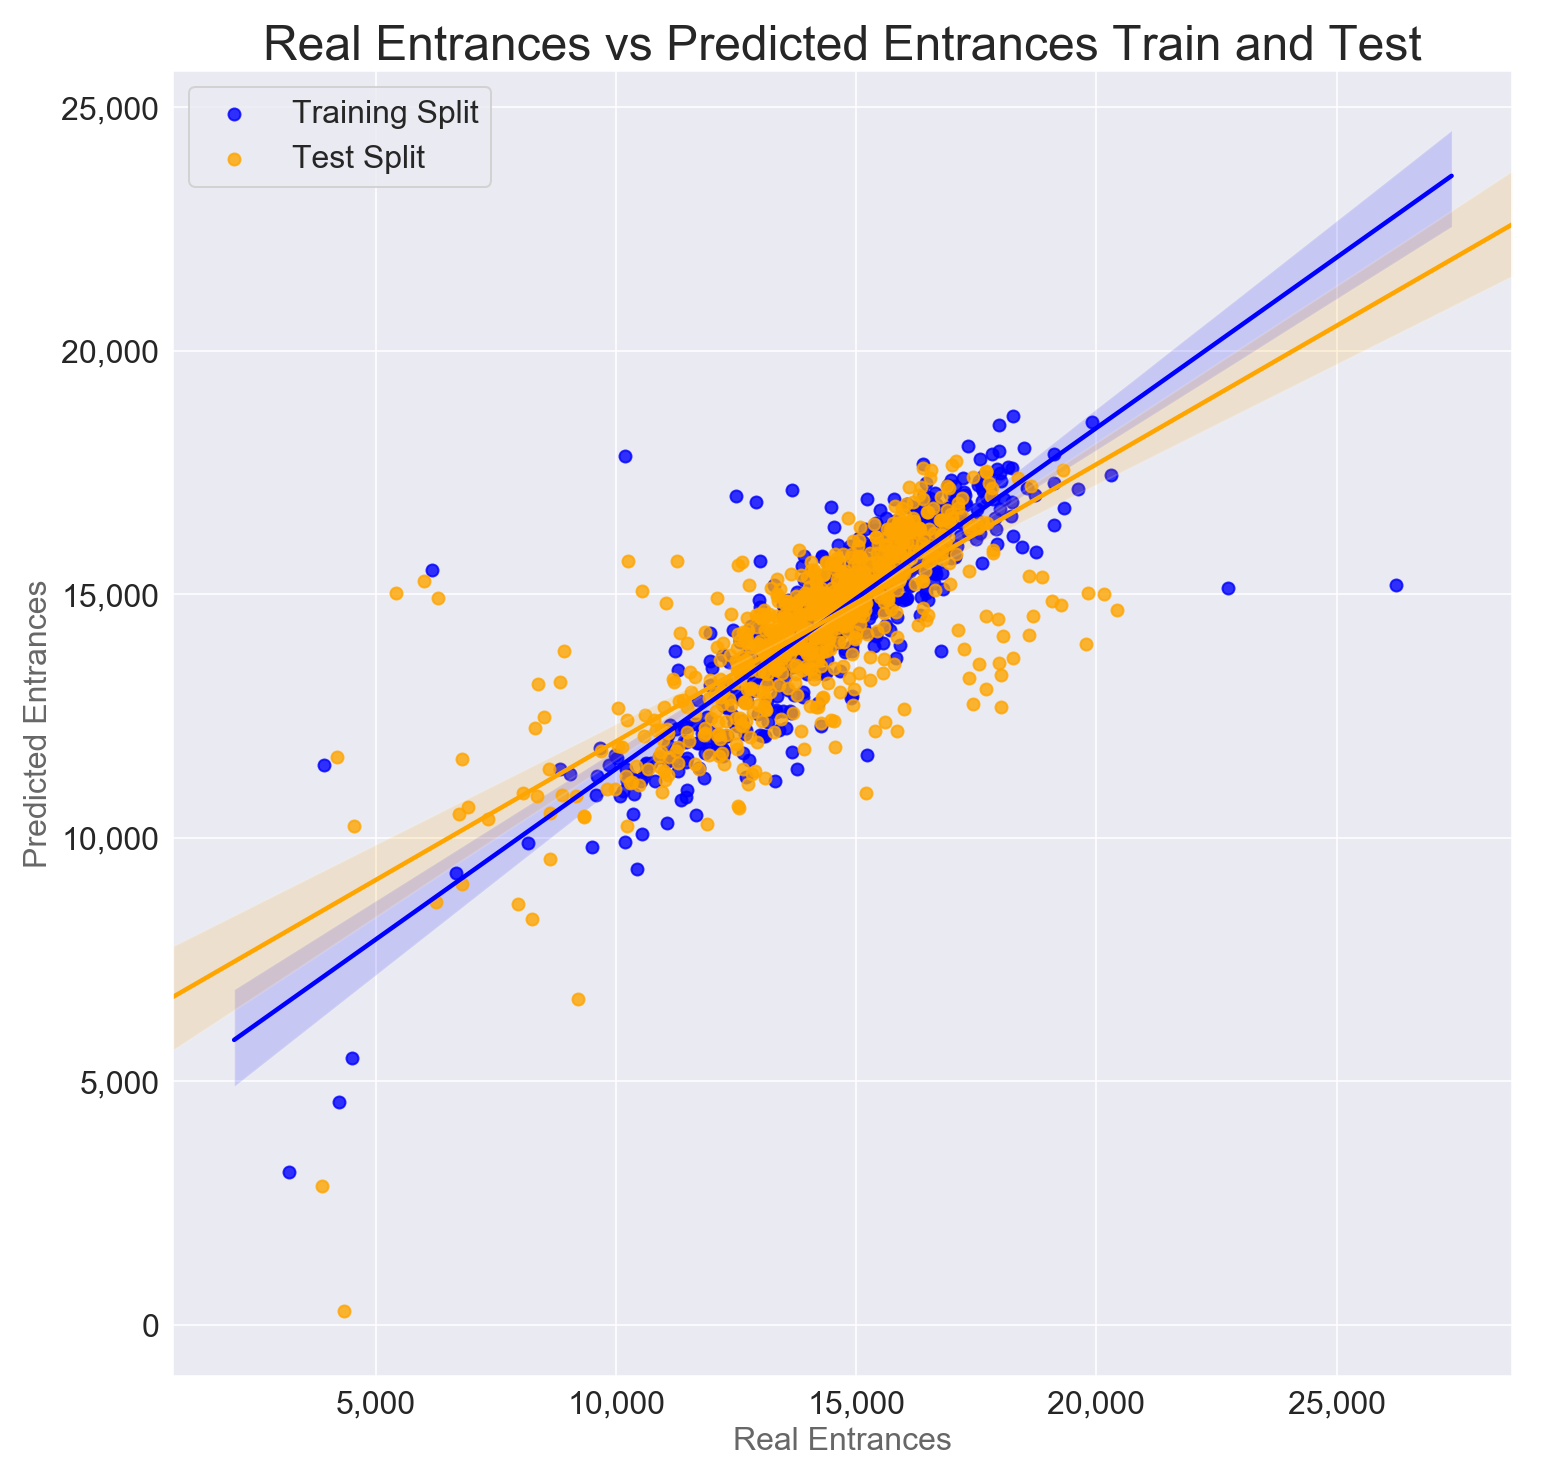 Real Entrances vs Predicted Entrances Train and Test
25,000
20,000
15,000
10,000
5,000
0
Predicted Entrances
Training Split
Test Split
5,000
10,000
15,000
20,000
25,000
Real Entrances